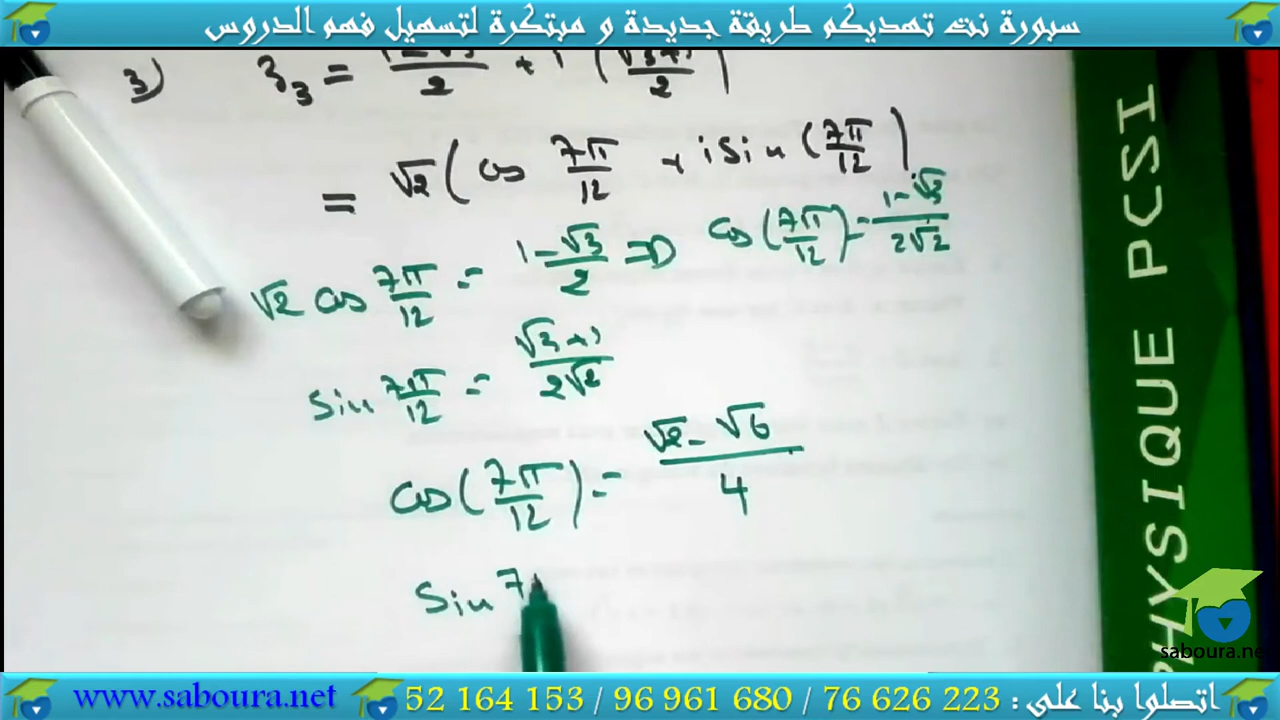 سبورة نت تهديكم طريقة جديدة و مبتكرة لتسهيل فهم الدروس
3) z₃ = (1-√3)/2 + i (√3+1)/2
= √2 ( cos 7π/12 + i sin (7π/12)
√2 cos 7π/12 = (1-√3)/2 ⇒ cos (7π/12) = (1-√3)/(2√2)
sin 7π/12 = (√3+1)/(2√2)
cos (7π/12) = (√2-√6)/4
sin 7
PHYSIQUE PCSI
saboura.ne
www.saboura.net
اتصلوا بنا على : 52 164 153 / 96 961 680 / 76 626 223